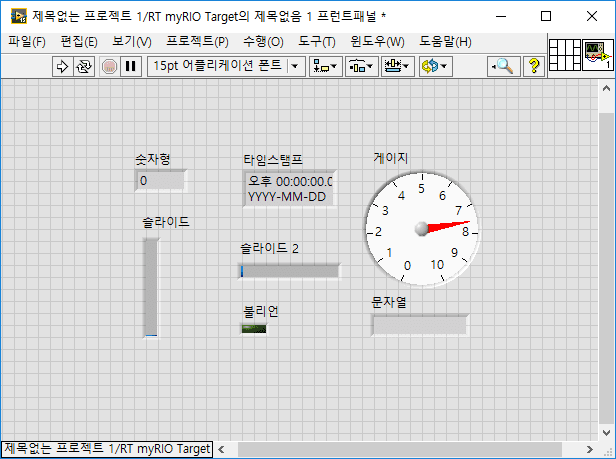 제목없는 프로젝트 1/RT myRIO Target의 제목없음 1 프런트패널 *
파일(F) 편집(E) 보기(V) 프로젝트(P) 수행(O) 도구(T) 윈도우(W) 도움말(H)
15pt 어플리케이션 폰트
?
1
숫자형
0
타임스탬프
오후 00:00:00.0
YYYY-MM-DD
게이지
0
1
2
3
4
5
6
7
8
9
10
슬라이드
슬라이드 2
불리언
문자열
제목없는 프로젝트 1/RT myRIO Target